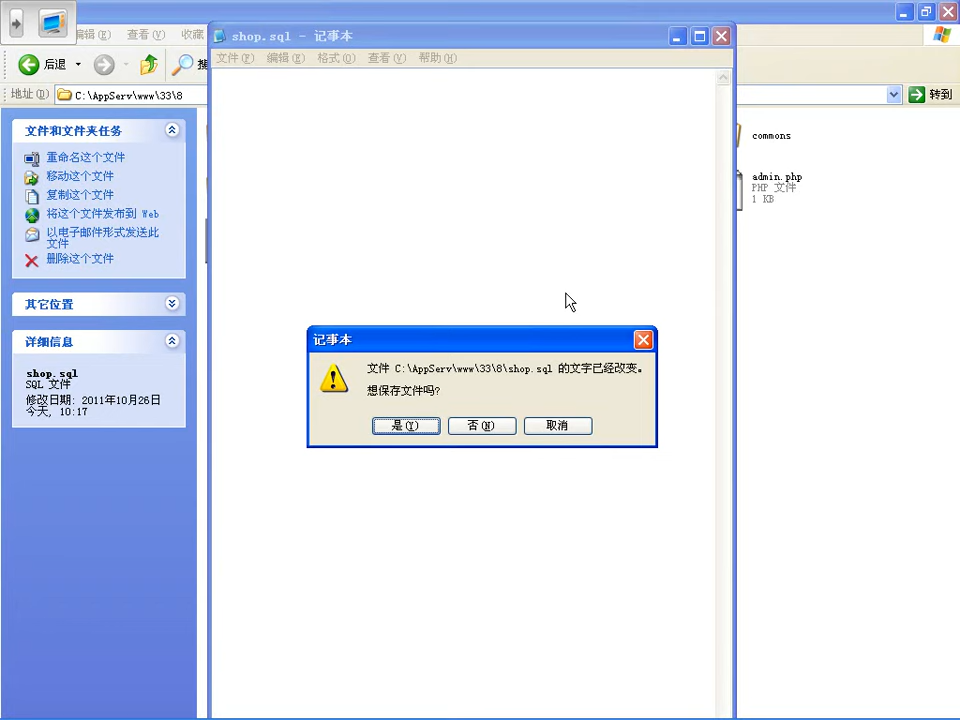 编辑(E) 查看(V) 收藏
shop.sql - 记事本
文件(F) 编辑(E) 格式(O) 查看(V) 帮助(H)
后退
搜
地址(D) C:\AppServ\www\33\8
转到
文件和文件夹任务
重命名这个文件
移动这个文件
复制这个文件
将这个文件发布到 Web
以电子邮件形式发送此
文件
删除这个文件
其它位置
详细信息
shop.sql
SQL 文件
修改日期: 2011年10月26日
今天, 10:17
commons
admin.php
PHP 文件
1 KB
记事本
文件 C:\AppServ\www\33\8\shop.sql 的文字已经改变。
想保存文件吗?
是(Y) 否(N) 取消